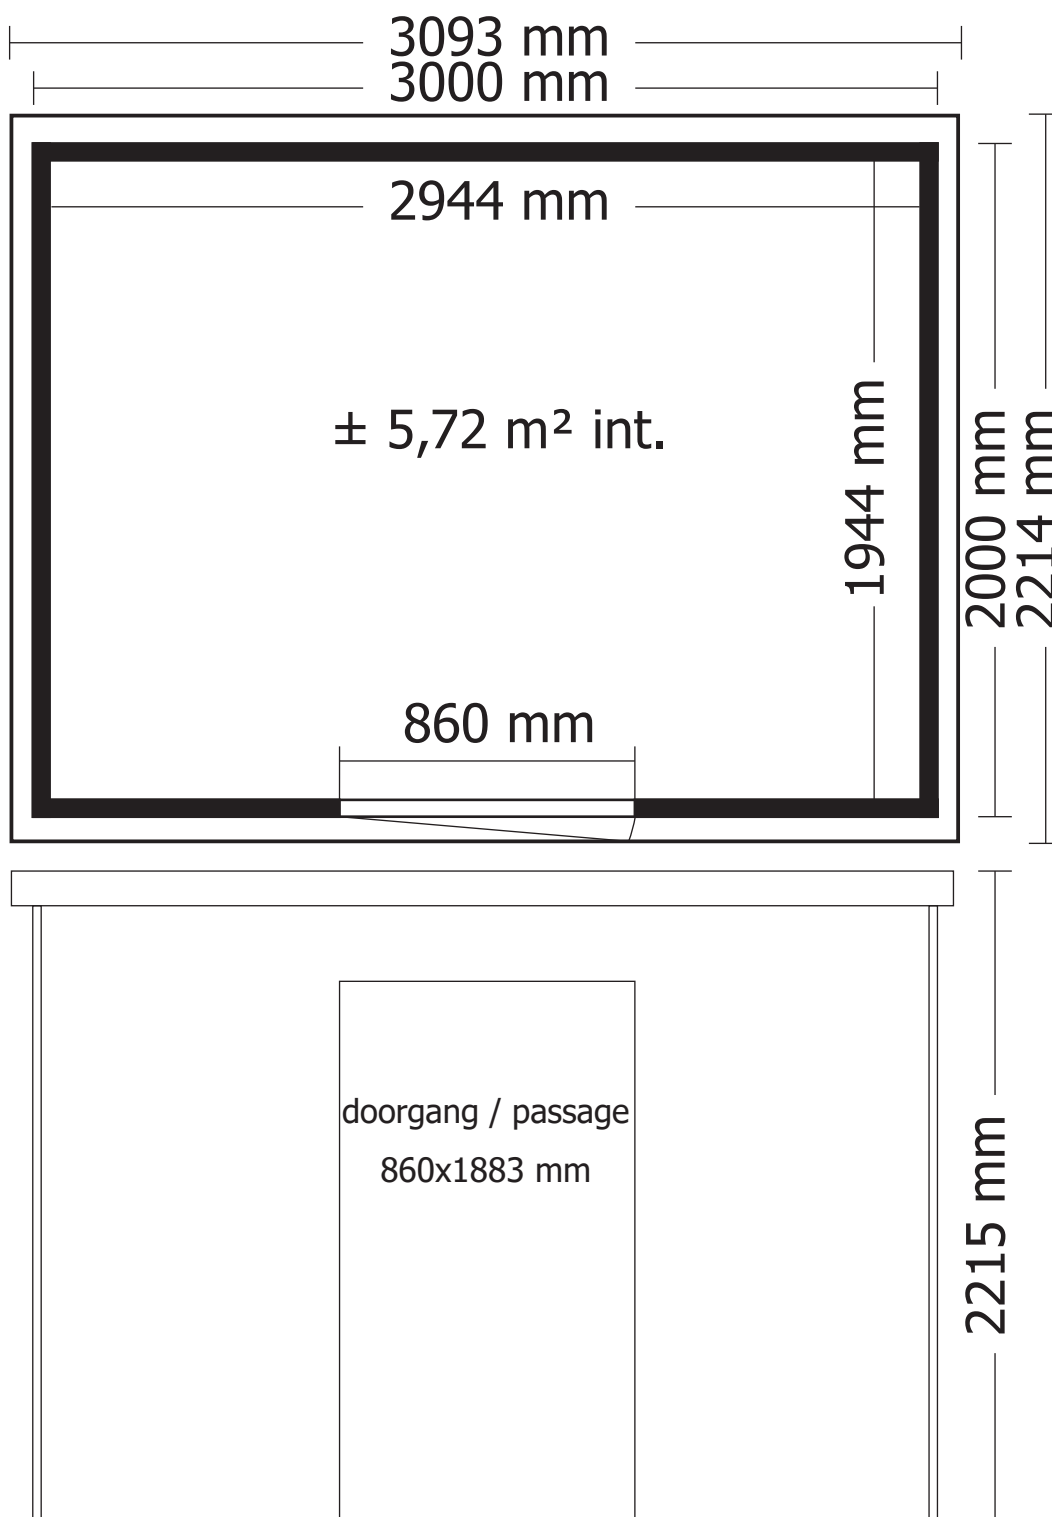 3093 mm
3000 mm
2944 mm
± 5,72 m² int.
1944 mm
2000 mm
2214 mm
860 mm
doorgang / passage
860x1883 mm
2215 mm